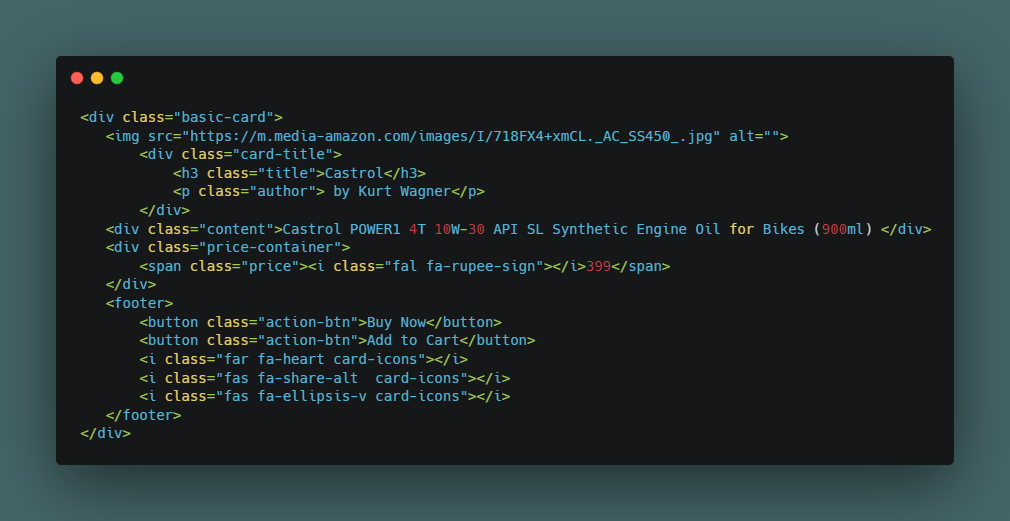 <div class="basic-card">
   <img src="https://m.media-amazon.com/images/I/718FX4+xmCL._AC_SS450_.jpg" alt="">
       <div class="card-title">
           <h3 class="title">Castrol</h3>
           <p class="author"> by Kurt Wagner</p>
       </div>
   <div class="content">Castrol POWER1 4T 10W-30 API SL Synthetic Engine Oil for Bikes (900ml) </div>
   <div class="price-container">
       <span class="price"><i class="fal fa-rupee-sign"></i>399</span>
   </div>
   <footer>
       <button class="action-btn">Buy Now</button>
       <button class="action-btn">Add to Cart</button>
       <i class="far fa-heart card-icons"></i>
       <i class="fas fa-share-alt  card-icons"></i>
       <i class="fas fa-ellipsis-v card-icons"></i>
   </footer>
</div>